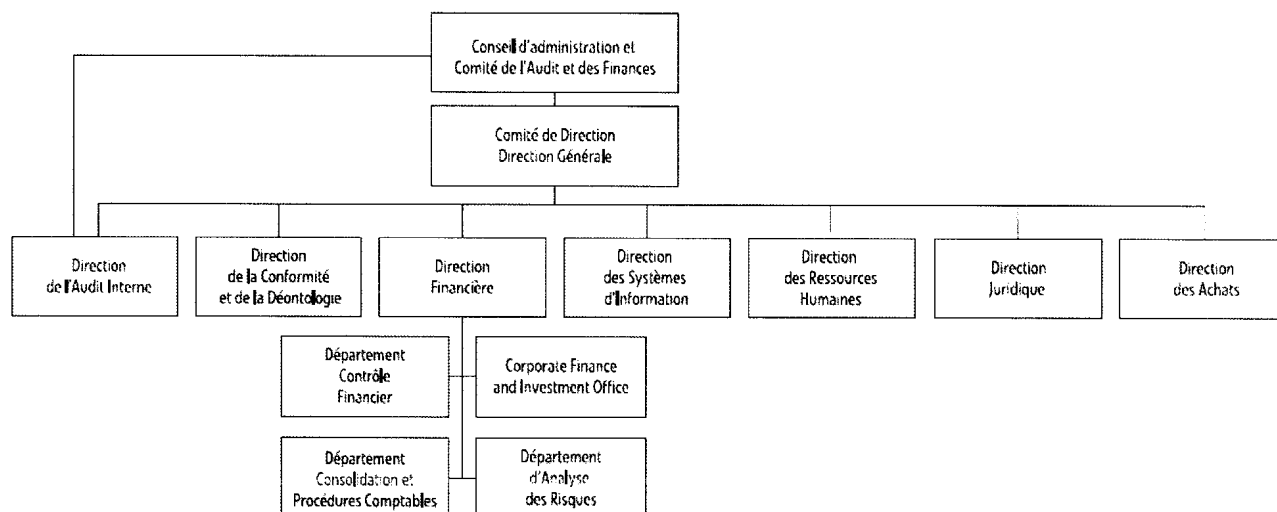 Conseil d'administration et
Comité de l'Audit et des Finances
Comité de Direction
Direction Générale
Direction
de l'Audit Interne
Direction
de la Conformité
et de la Déontologie
Direction
Financière
Direction
des Systèmes
d'Information
Direction
des Ressources
Humaines
Direction
Juridique
Direction
des Achats
Département
Contrôle
Financier
Corporate Finance
and Investment Office
Département
Consolidation et
Procédures Comptables
Département
d'Analyse
des Risques